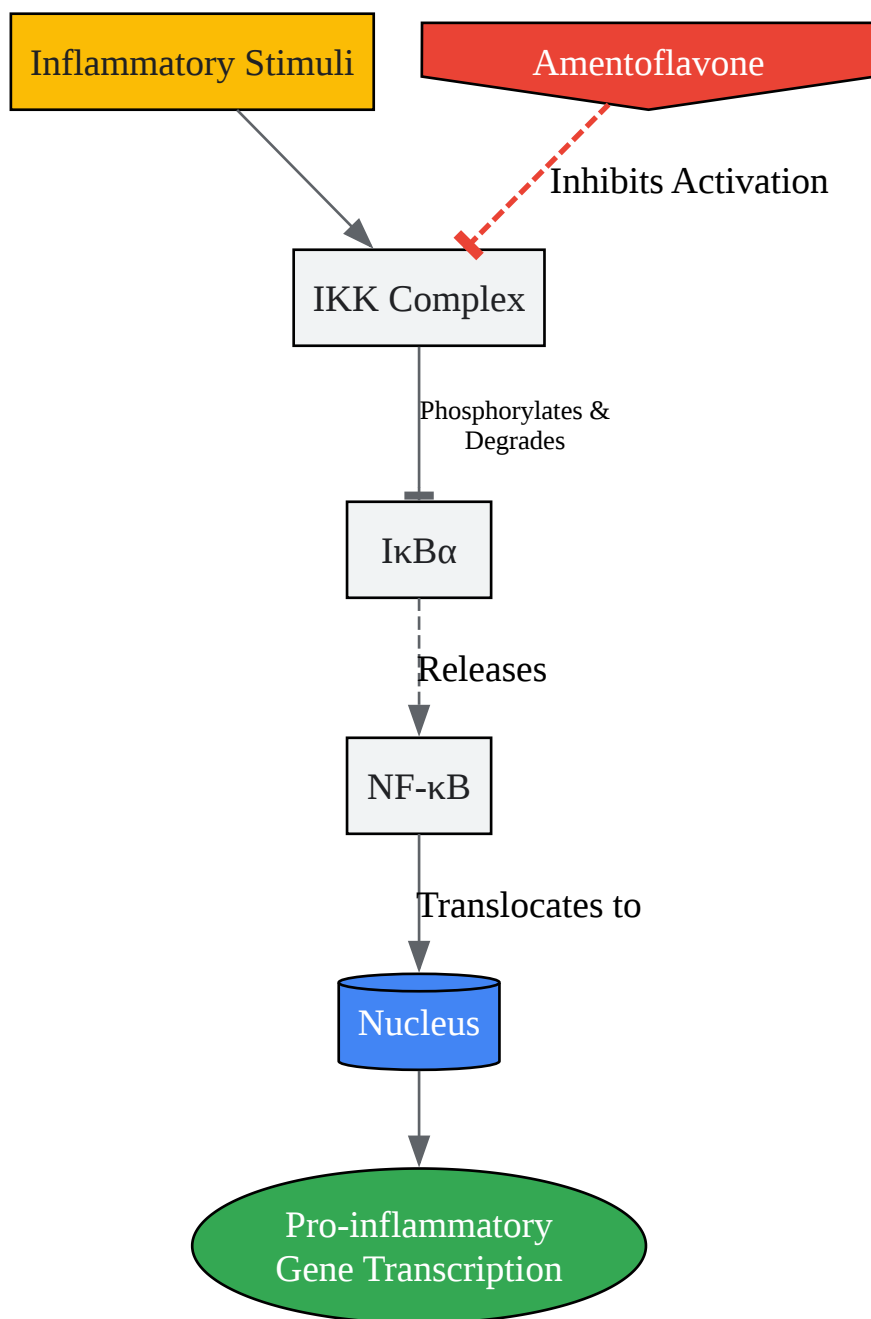 Inflammatory Stimuli
Amentoflavone
Inhibits Activation
IKK Complex
Phosphorylates &
Degrades
IκBα
Releases
NF-κB
Translocates to
Nucleus
Pro-inflammatory
Gene Transcription